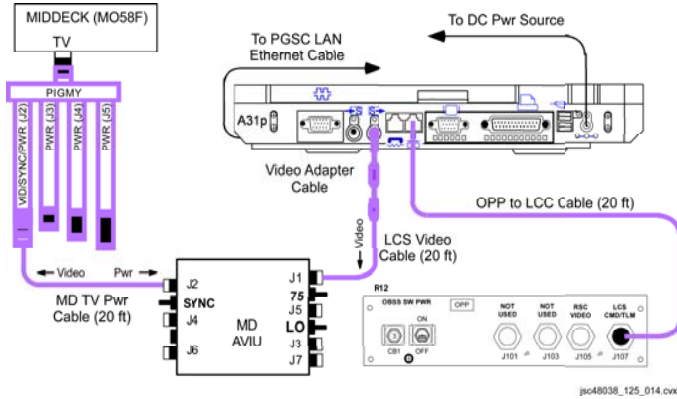 MIDDECK (MO58F)
TV
PIGMY
VID/SYNC/PWR (J2)
PWR (J3)
PWR (J4)
PWR (J5)
To PGSC LAN
Ethernet Cable
To DC Pwr Source
A31p
Video Adapter
Cable
OPP to LCC Cable (20 ft)
Video
LCS Video
Cable (20 ft)
Video
Pwr
MD TV Pwr
Cable (20 ft)
J2
SYNC
J4
J6
MD
AVIU
J1
75
J5
LO
J3
J7
R12
OBSS SW PWR
OPP
ON
OFF
3
CB1
NOT
USED
J101
NOT
USED
J103
RSC
VIDEO
J105
LCS
CMD/TLM
J107
jsc48038_125_014.cvx